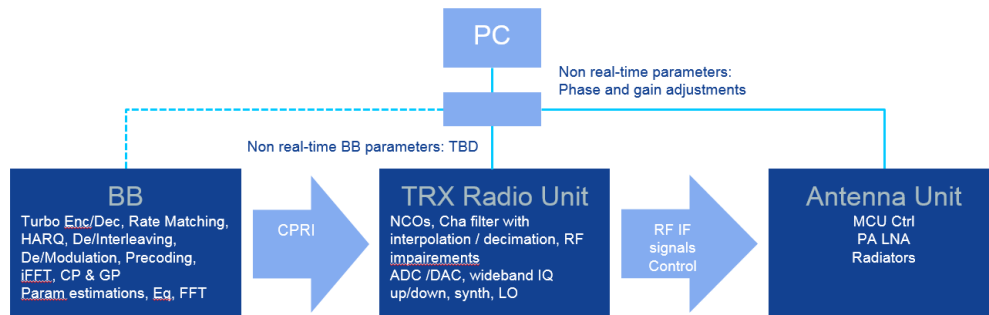 PC
Non real-time parameters:
Phase and gain adjustments
Non real-time BB parameters: TBD
BB
Turbo Enc/Dec, Rate Matching,
HARQ, De/Interleaving,
De/Modulation, Precoding,
iFFT, CP & GP
Param estimations, Eq, FFT
CPRI
TRX Radio Unit
NCOs, Cha filter with
interpolation / decimation, RF
impairements
ADC /DAC, wideband IQ
up/down, synth, LO
RF IF
signals
Control
Antenna Unit
MCU Ctrl
PA LNA
Radiators